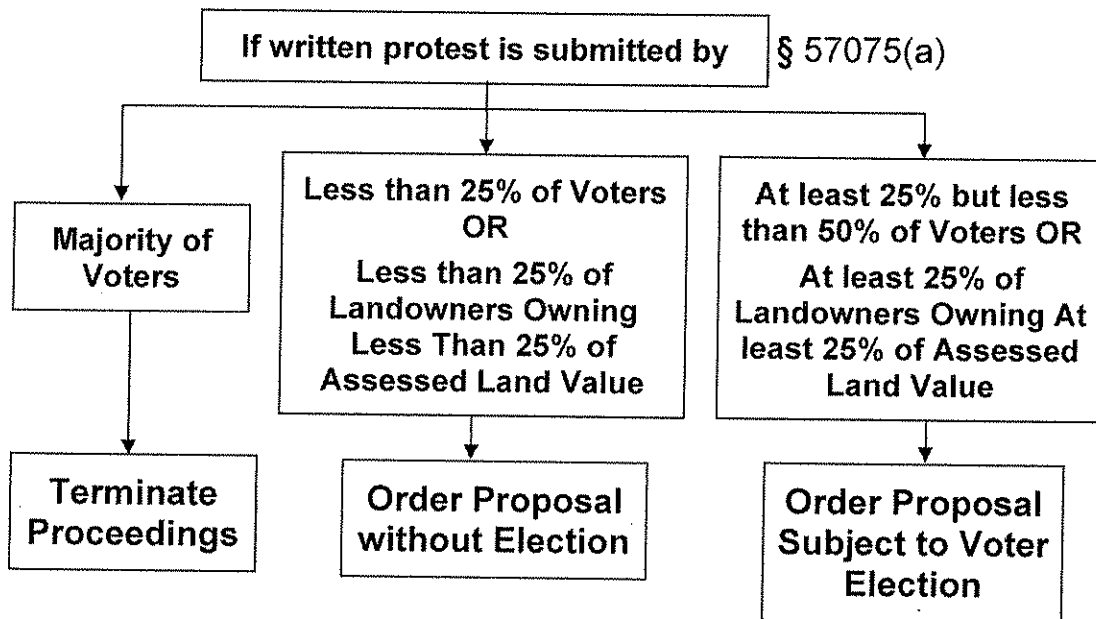 If written protest is submitted by
§ 57075(a)
Majority of
Voters
Less than 25% of Voters
OR
Less than 25% of
Landowners Owning
Less Than 25% of
Assessed Land Value
At least 25% but less
than 50% of Voters OR
At least 25% of
Landowners Owning At
least 25% of Assessed
Land Value
Terminate
Proceedings
Order Proposal
without Election
Order Proposal
Subject to Voter
Election